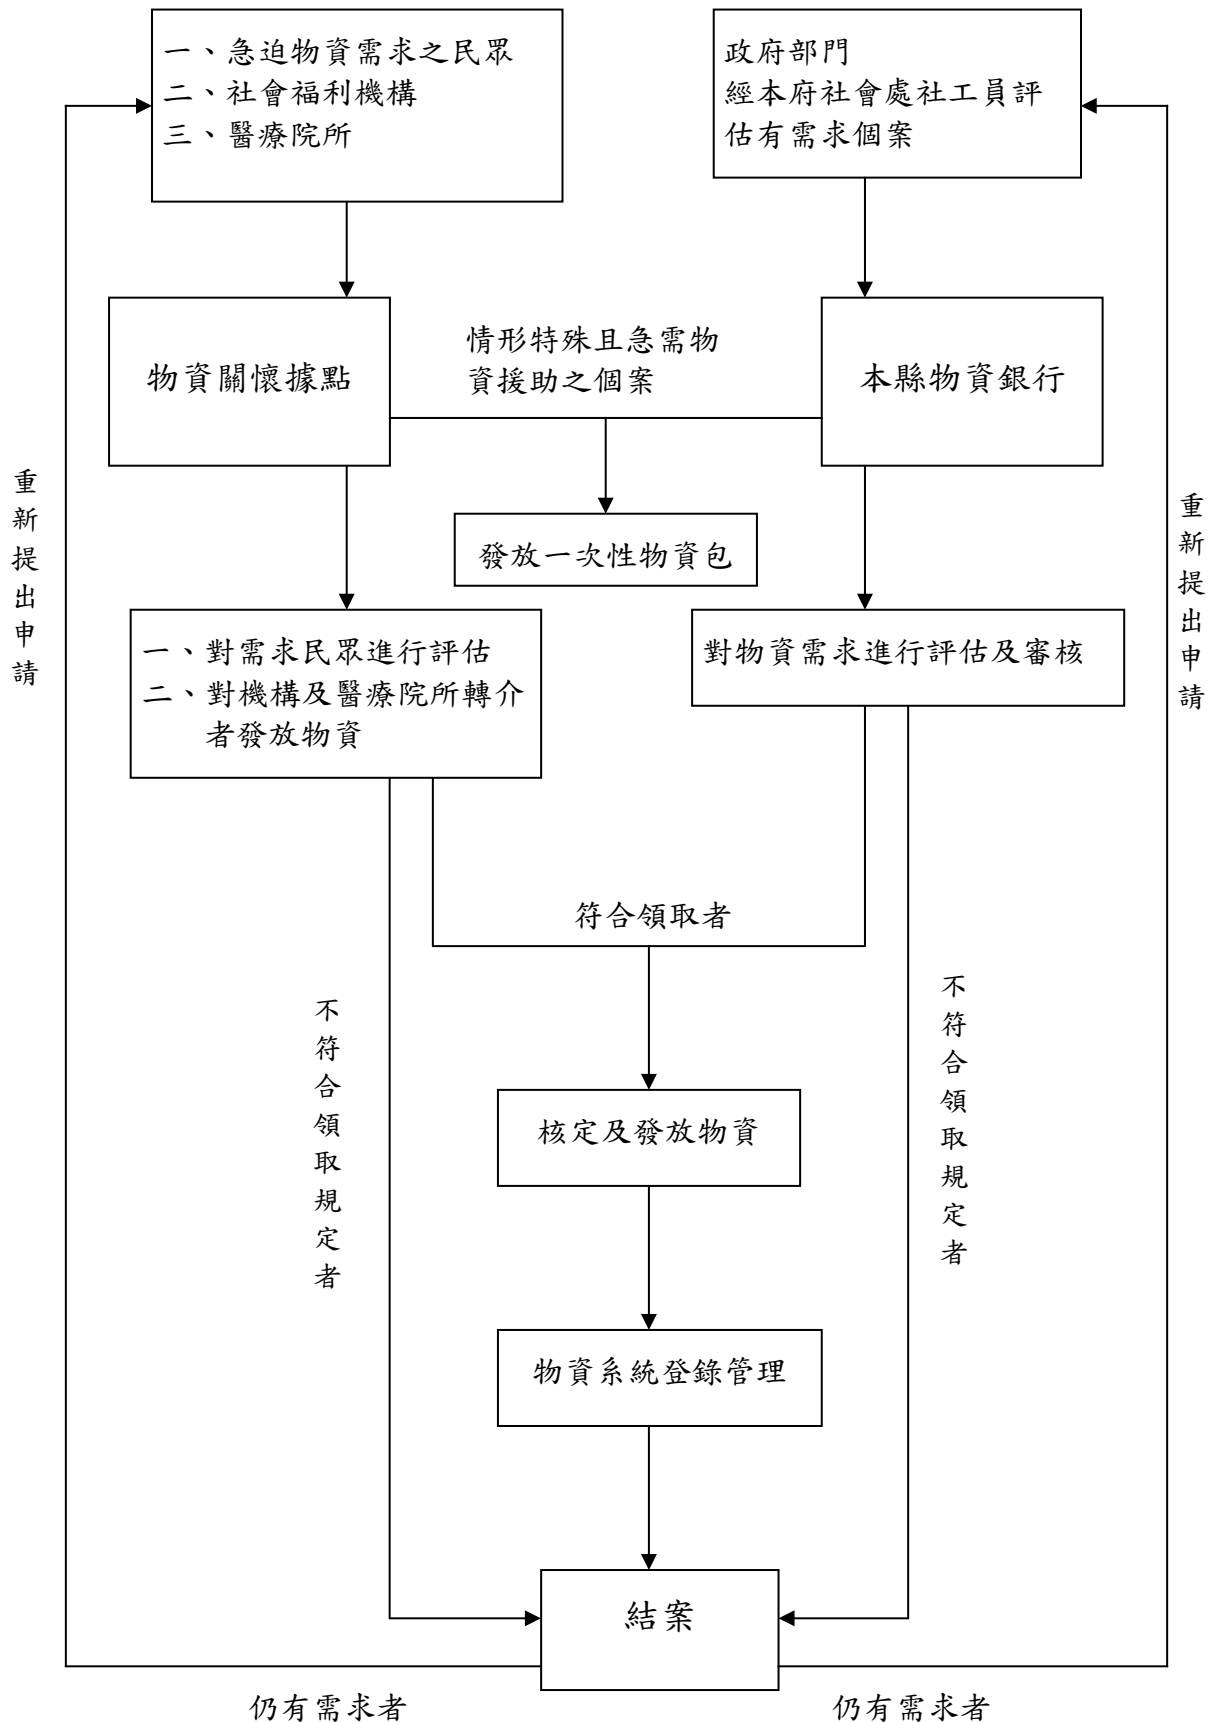 一、急迫物資需求之民眾
二、社會福利機構
三、醫療院所
政府部門
經本府社會處社工員評
估有需求個案
物資關懷據點
情形特殊且急需物
資援助之個案
本縣物資銀行
發放一次性物資包
一、對需求民眾進行評估
二、對機構及醫療院所轉介
者發放物資
對物資需求進行評估及審核
重新提出申請
重新提出申請
符合領取者
不符合領取規定者
不符合領取規定者
核定及發放物資
物資系統登錄管理
結案
仍有需求者
仍有需求者